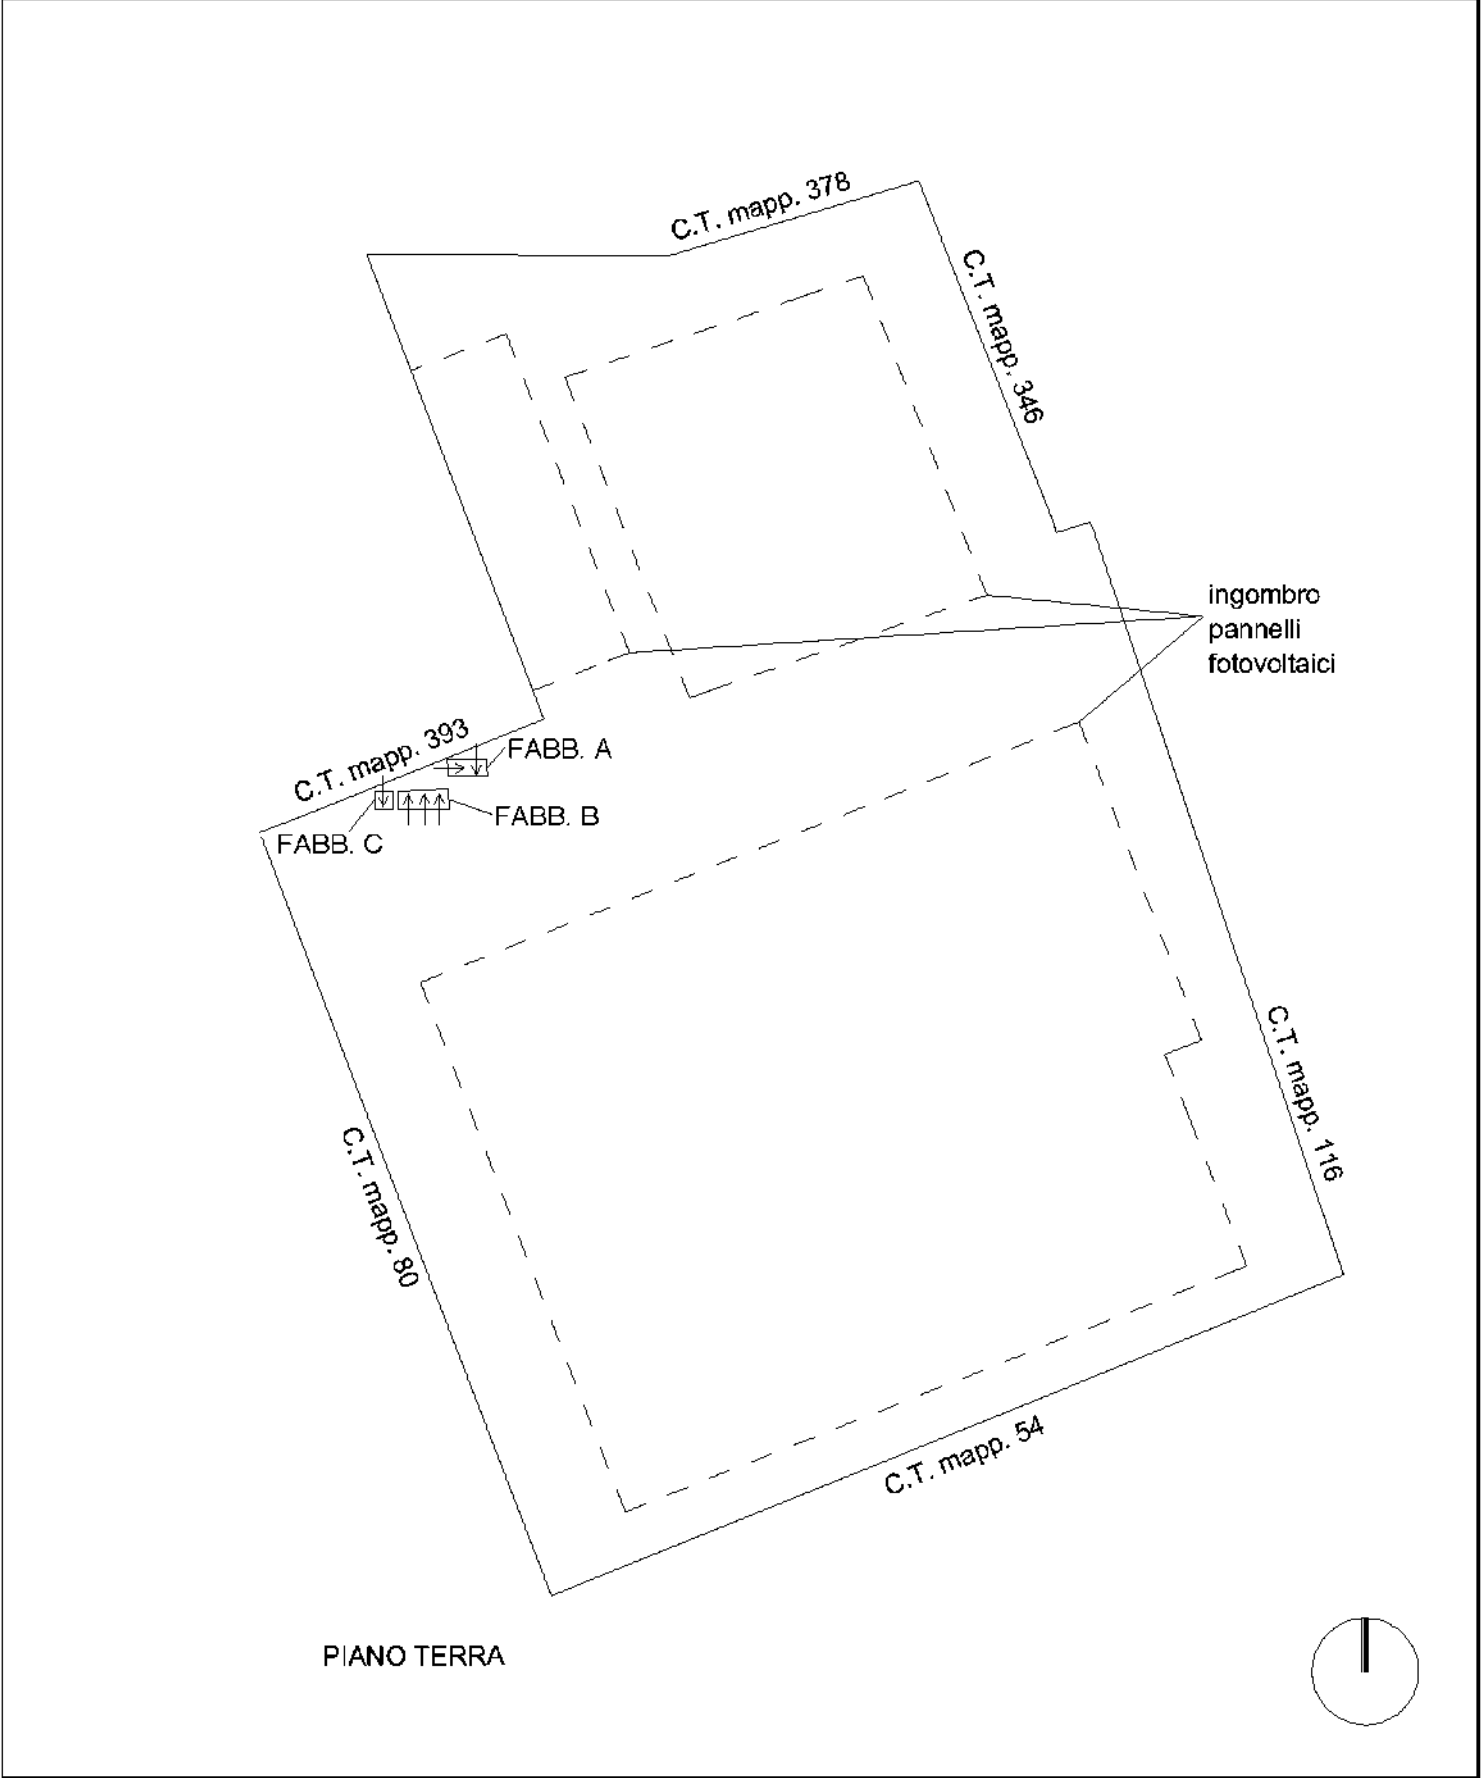 C.T. mapp. 378
C.T. mapp. 346
ingombro
pannelli
fotovoltaici
C.T. mapp. 393
FABB. A
FABB. B
FABB. C
C.T. mapp. 116
C.T. mapp. 80
C.T. mapp. 54
PIANO TERRA